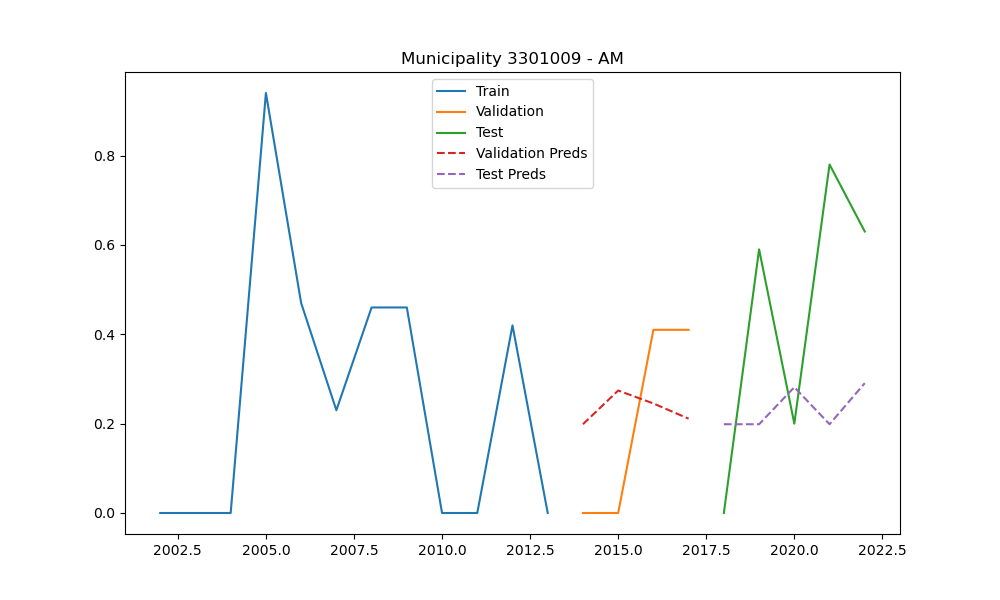 Municipality 3301009 - AM
Train
Validation
Test
Validation Preds
Test Preds
0.8
0.6
0.4
0.2
0.0
2002.5 2005.0 2007.5 2010.0 2012.5 2015.0 2017.5 2020.0 2022.5